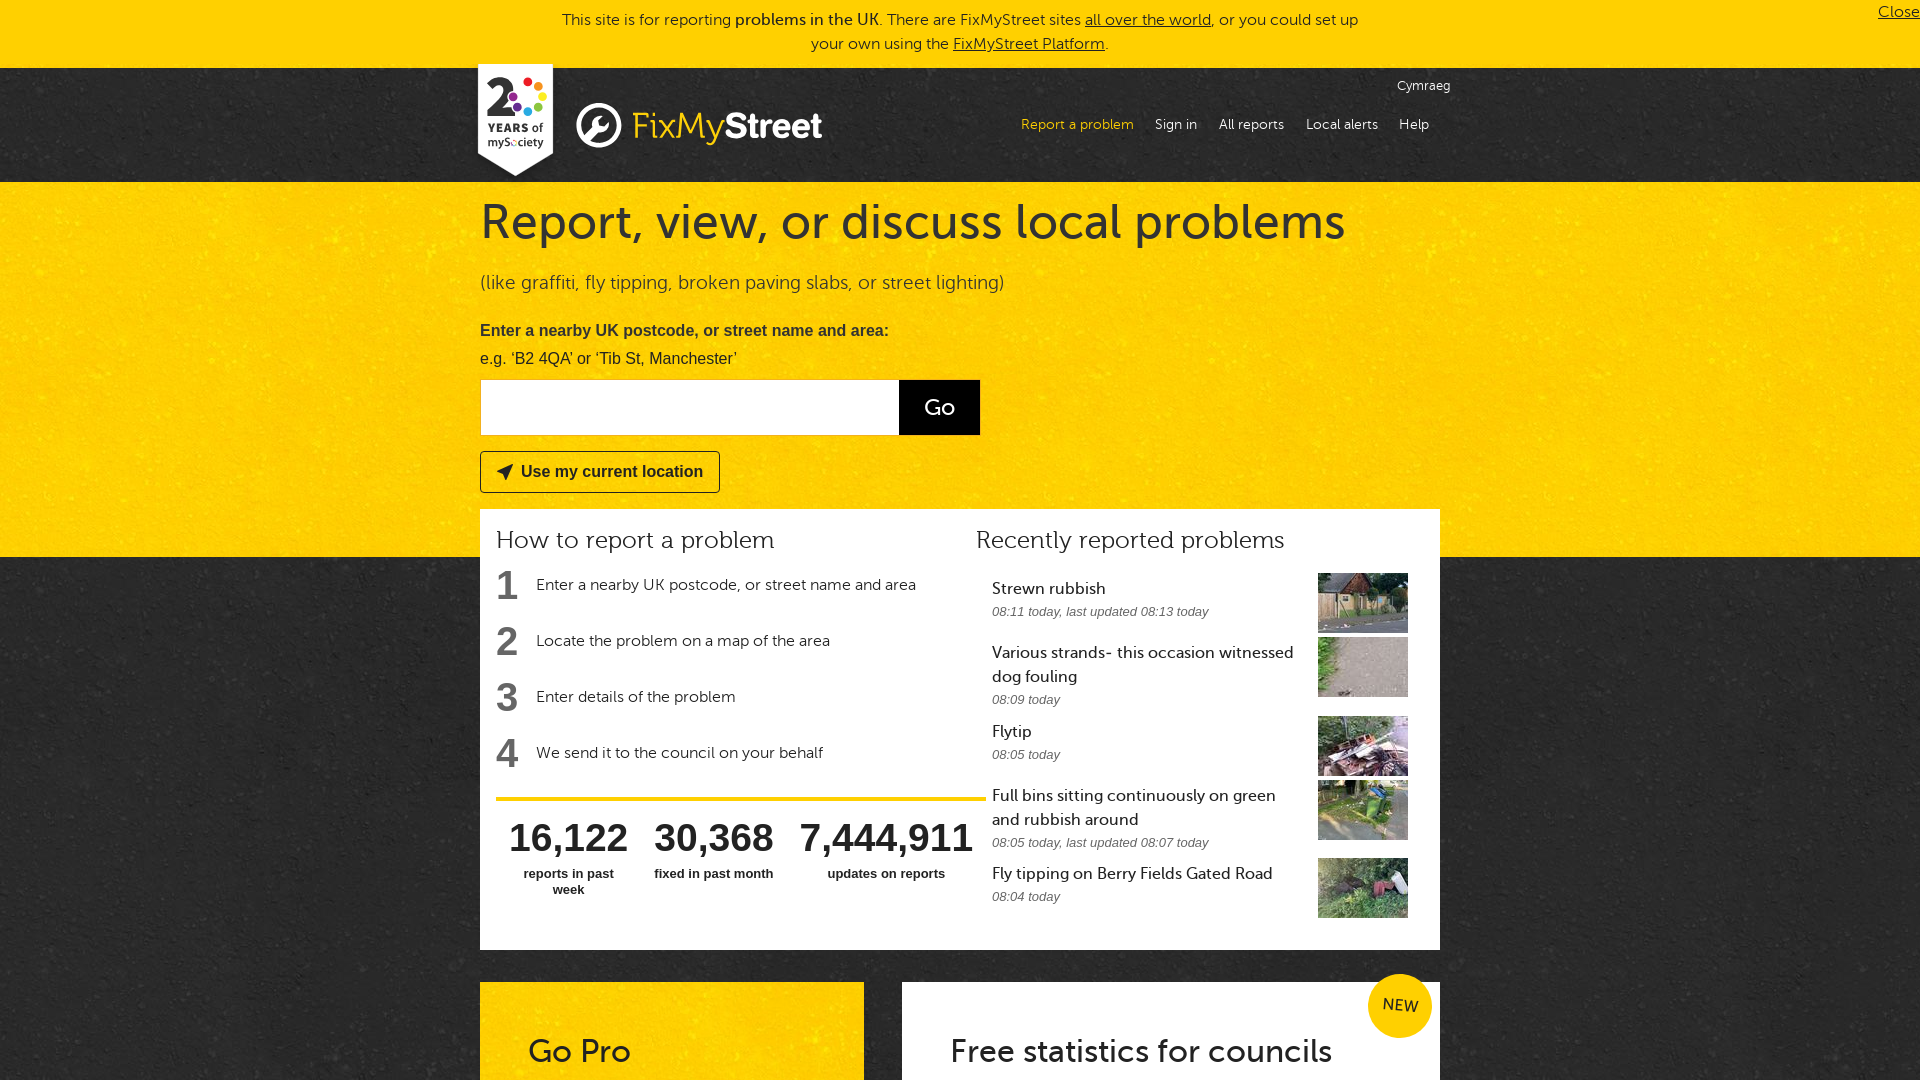 This site is for reporting problems in the UK. There are FixMyStreet sites all over the world, or you could set up
your own using the FixMyStreet Platform.
Close
Cymraeg
20
YEARS of
mySociety
FixMyStreet
Report a problem
Sign in
All reports
Local alerts
Help
Report, view, or discuss local problems
(like graffiti, fly tipping, broken paving slabs, or street lighting)
Enter a nearby UK postcode, or street name and area:
e.g. ‘B2 4QA’ or ‘Tib St, Manchester’
Go
Use my current location
How to report a problem
1 Enter a nearby UK postcode, or street name and area
2 Locate the problem on a map of the area
3 Enter details of the problem
4 We send it to the council on your behalf
16,122
reports in past
week
30,368
fixed in past month
7,444,911
updates on reports
Recently reported problems
Strewn rubbish
08:11 today, last updated 08:13 today
Various strands- this occasion witnessed
dog fouling
08:09 today
Flytip
08:05 today
Full bins sitting continuously on green
and rubbish around
08:05 today, last updated 08:07 today
Fly tipping on Berry Fields Gated Road
08:04 today
Go Pro
NEW
Free statistics for councils